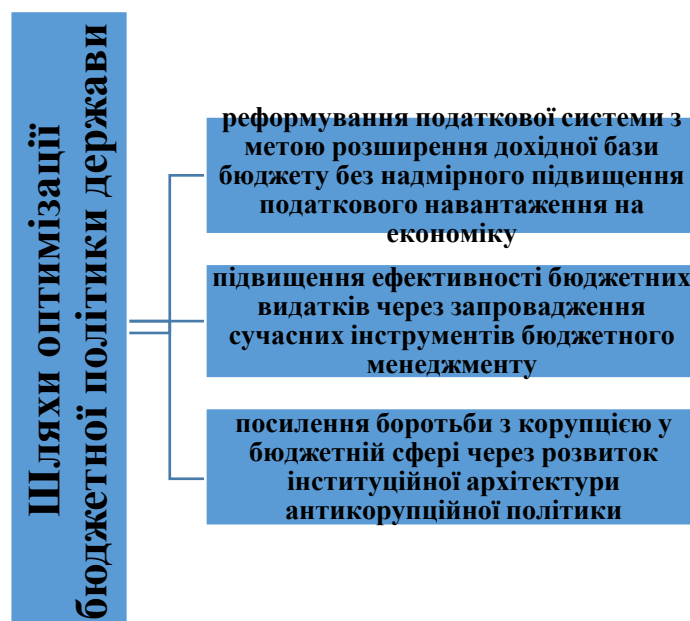 Шляхи оптимізації
бюджетної політики держави
реформування податкової системи з
метою розширення дохідної бази
бюджету без надмірного підвищення
податкового навантаження на
економіку
підвищення ефективності бюджетних
видатків через запровадження
сучасних інструментів бюджетного
менеджменту
посилення боротьби з корупцією у
бюджетній сфері через розвиток
інституційної архітектури
антикорупційної політики